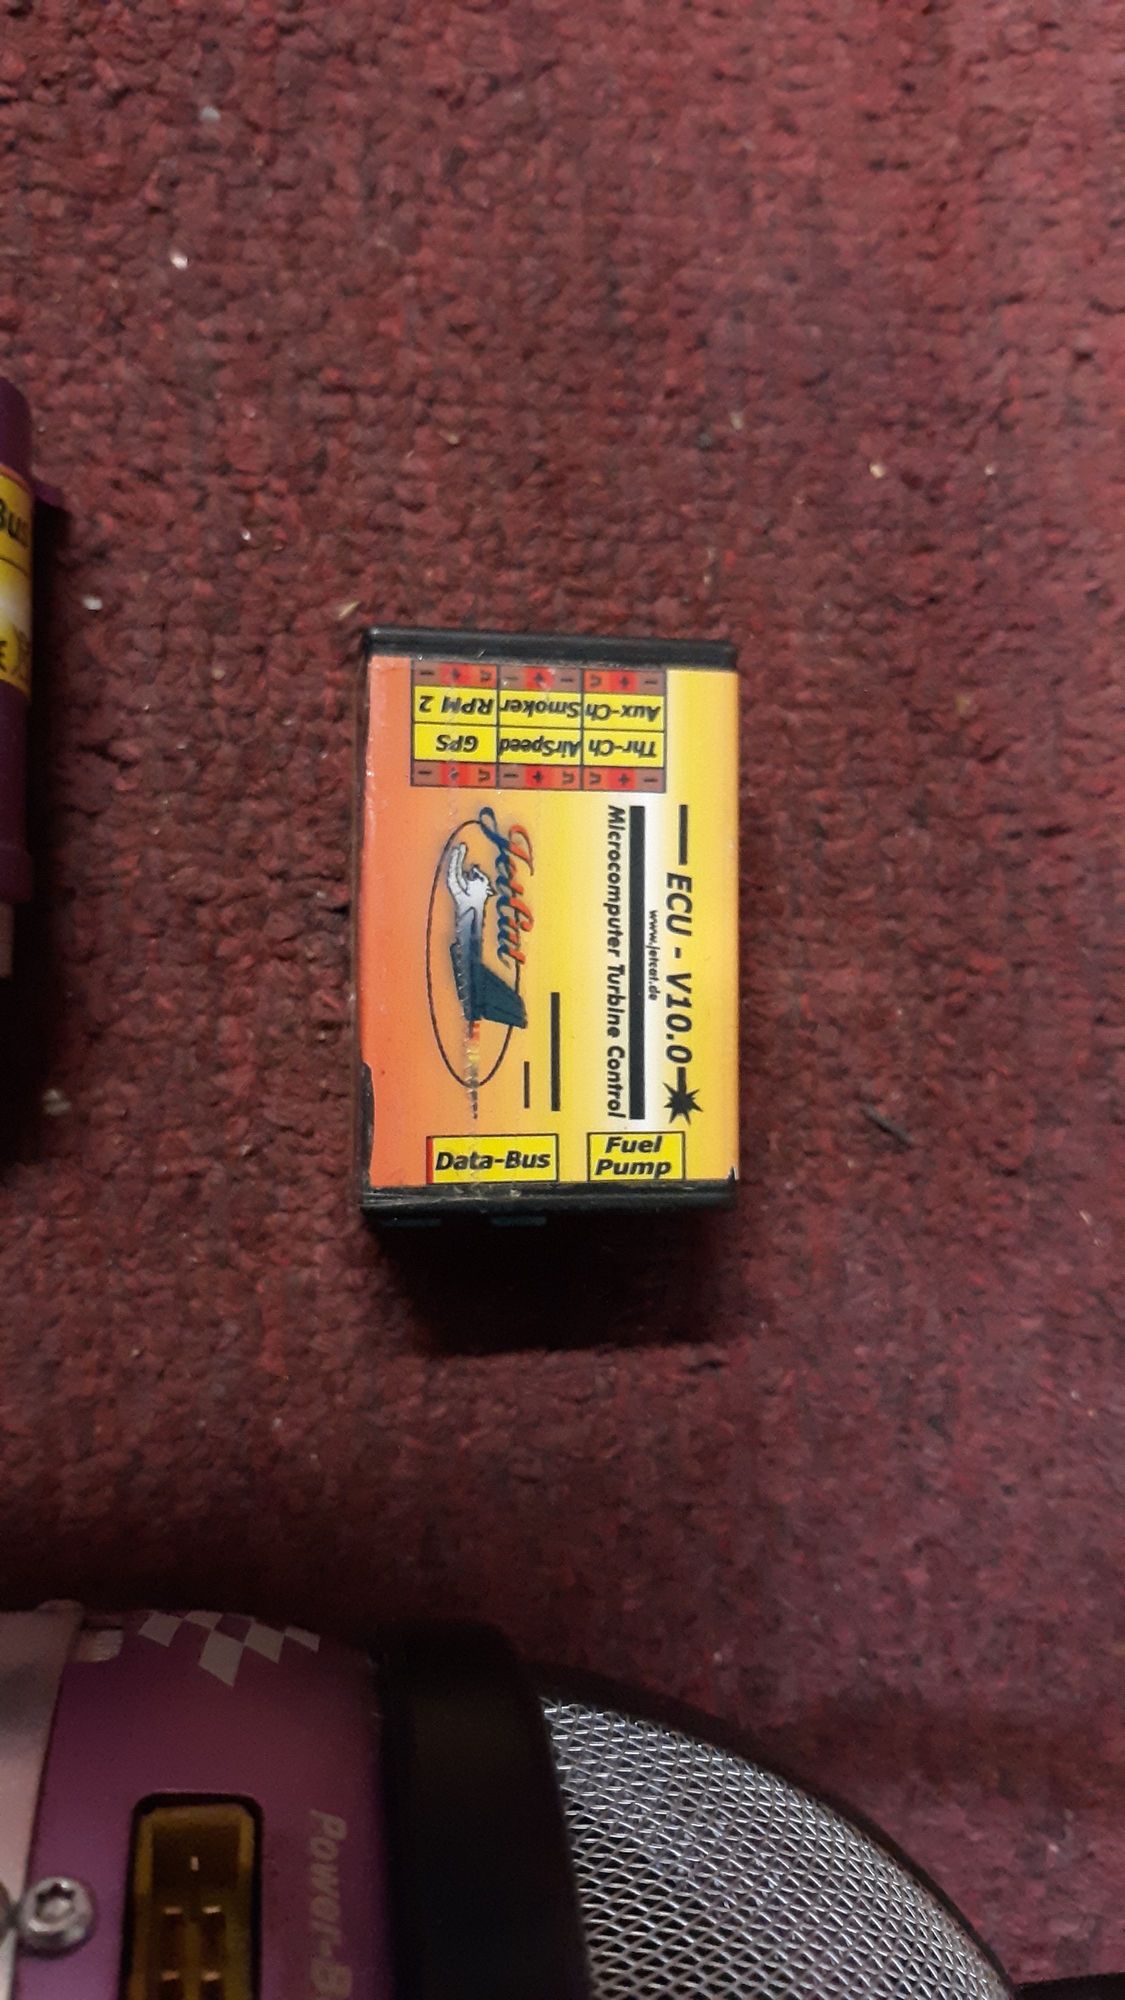 ECU - V10.0
www.jetcat.de
Microcomputer Turbine Control
JetCat
Fuel
Pump
Data-Bus
Thr-Ch AirSpeed GPS
Aux-Ch Smoker RPM 2
- + - + - +
- + - + - +
Bus
Power-B